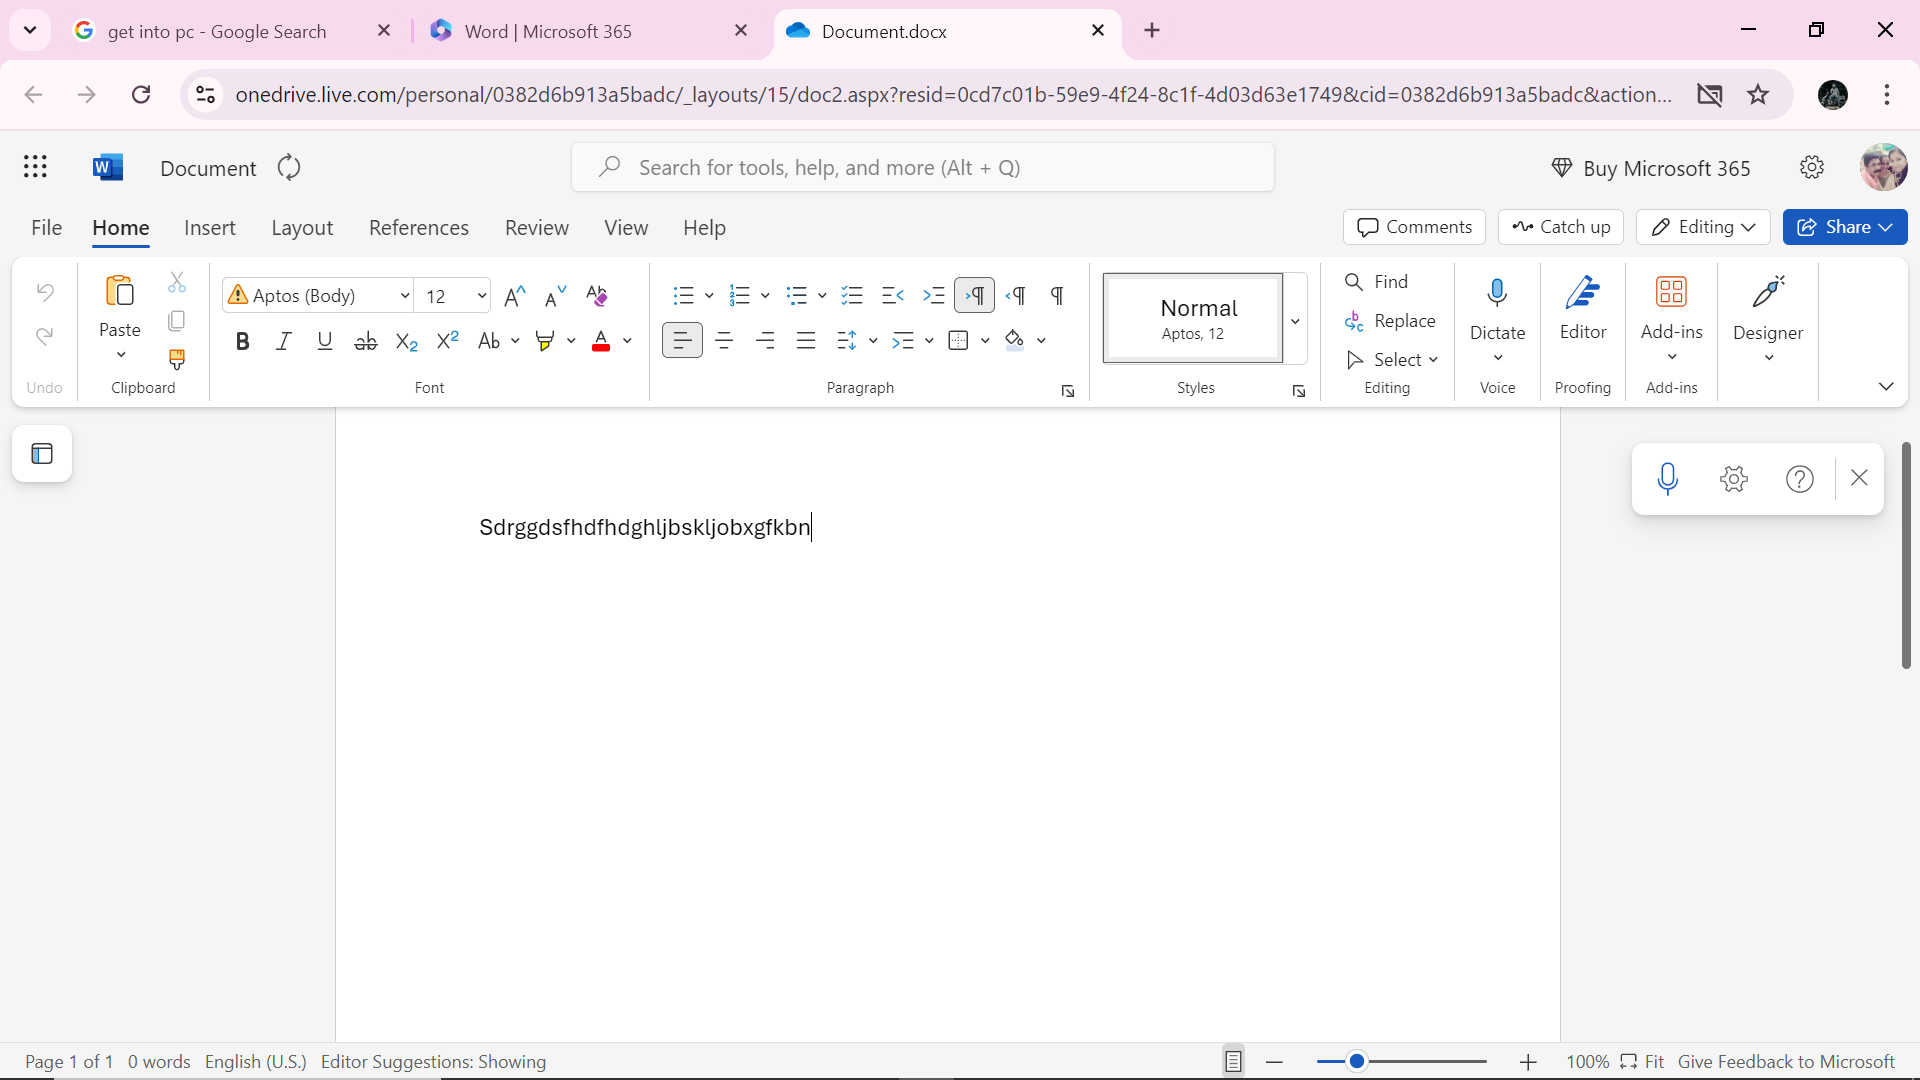 get into pc - Google Search
Word | Microsoft 365
Document.docx
onedrive.live.com/personal/0382d6b913a5badc/_layouts/15/doc2.aspx?resid=0cd7c01b-59e9-4f24-8c1f-4d03d63e1749&cid=0382d6b913a5badc&action...
W
Document
Search for tools, help, and more (Alt + Q)
Buy Microsoft 365
File Home Insert Layout References Review View Help
Comments Catch up Editing Share
Paste
Aptos (Body) 12
Normal
Aptos, 12
Find
Replace
Select
Dictate
Editor
Add-ins
Designer
Undo Clipboard Font Paragraph Styles Editing Voice Proofing Add-ins
Sdrggdsfhdfhdghljbskljobxgfkbn
Page 1 of 1 0 words English (U.S.) Editor Suggestions: Showing
100% Fit Give Feedback to Microsoft